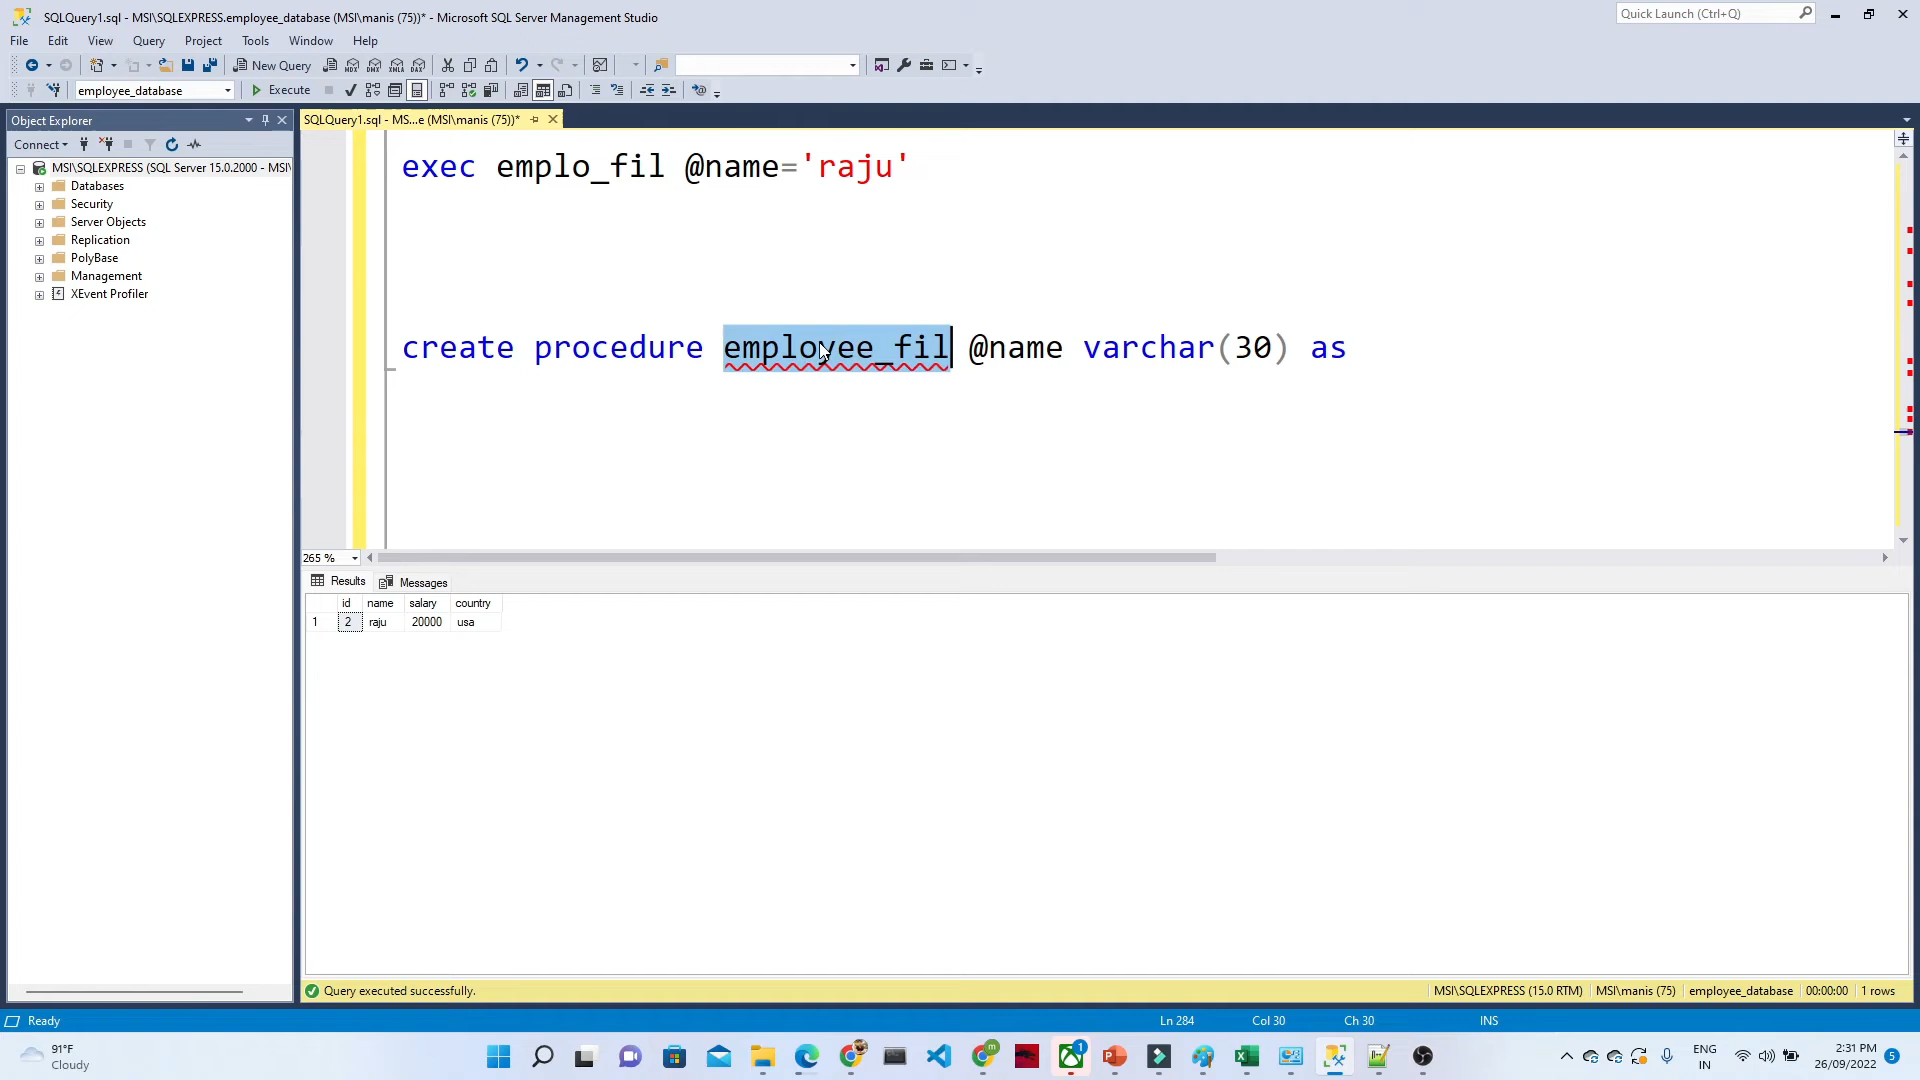 SQLQuery1.sql - MSI\SQLEXPRESS.employee_database (MSI\manis (75))* - Microsoft SQL Server Management Studio
Quick Launch (Ctrl+Q)
File Edit View Query Project Tools Window Help
New Query
employee_database Execute
Object Explorer
SQLQuery1.sql - MS...e (MSI\manis (75))*
Connect
MSI\SQLEXPRESS (SQL Server 15.0.2000 - MSI\
Databases
Security
Server Objects
Replication
PolyBase
Management
XEvent Profiler
exec emplo_fil @name='raju'
create procedure employee_fil @name varchar(30) as
265 %
Results Messages
id name salary country
1 2 raju 20000 usa
Query executed successfully.
MSI\SQLEXPRESS (15.0 RTM) MSI\manis (75) employee_database 00:00:00 1 rows
Ready
Ln 284 Col 30 Ch 30 INS
91°F
Cloudy
ENG
IN
2:31 PM
26/09/2022
5